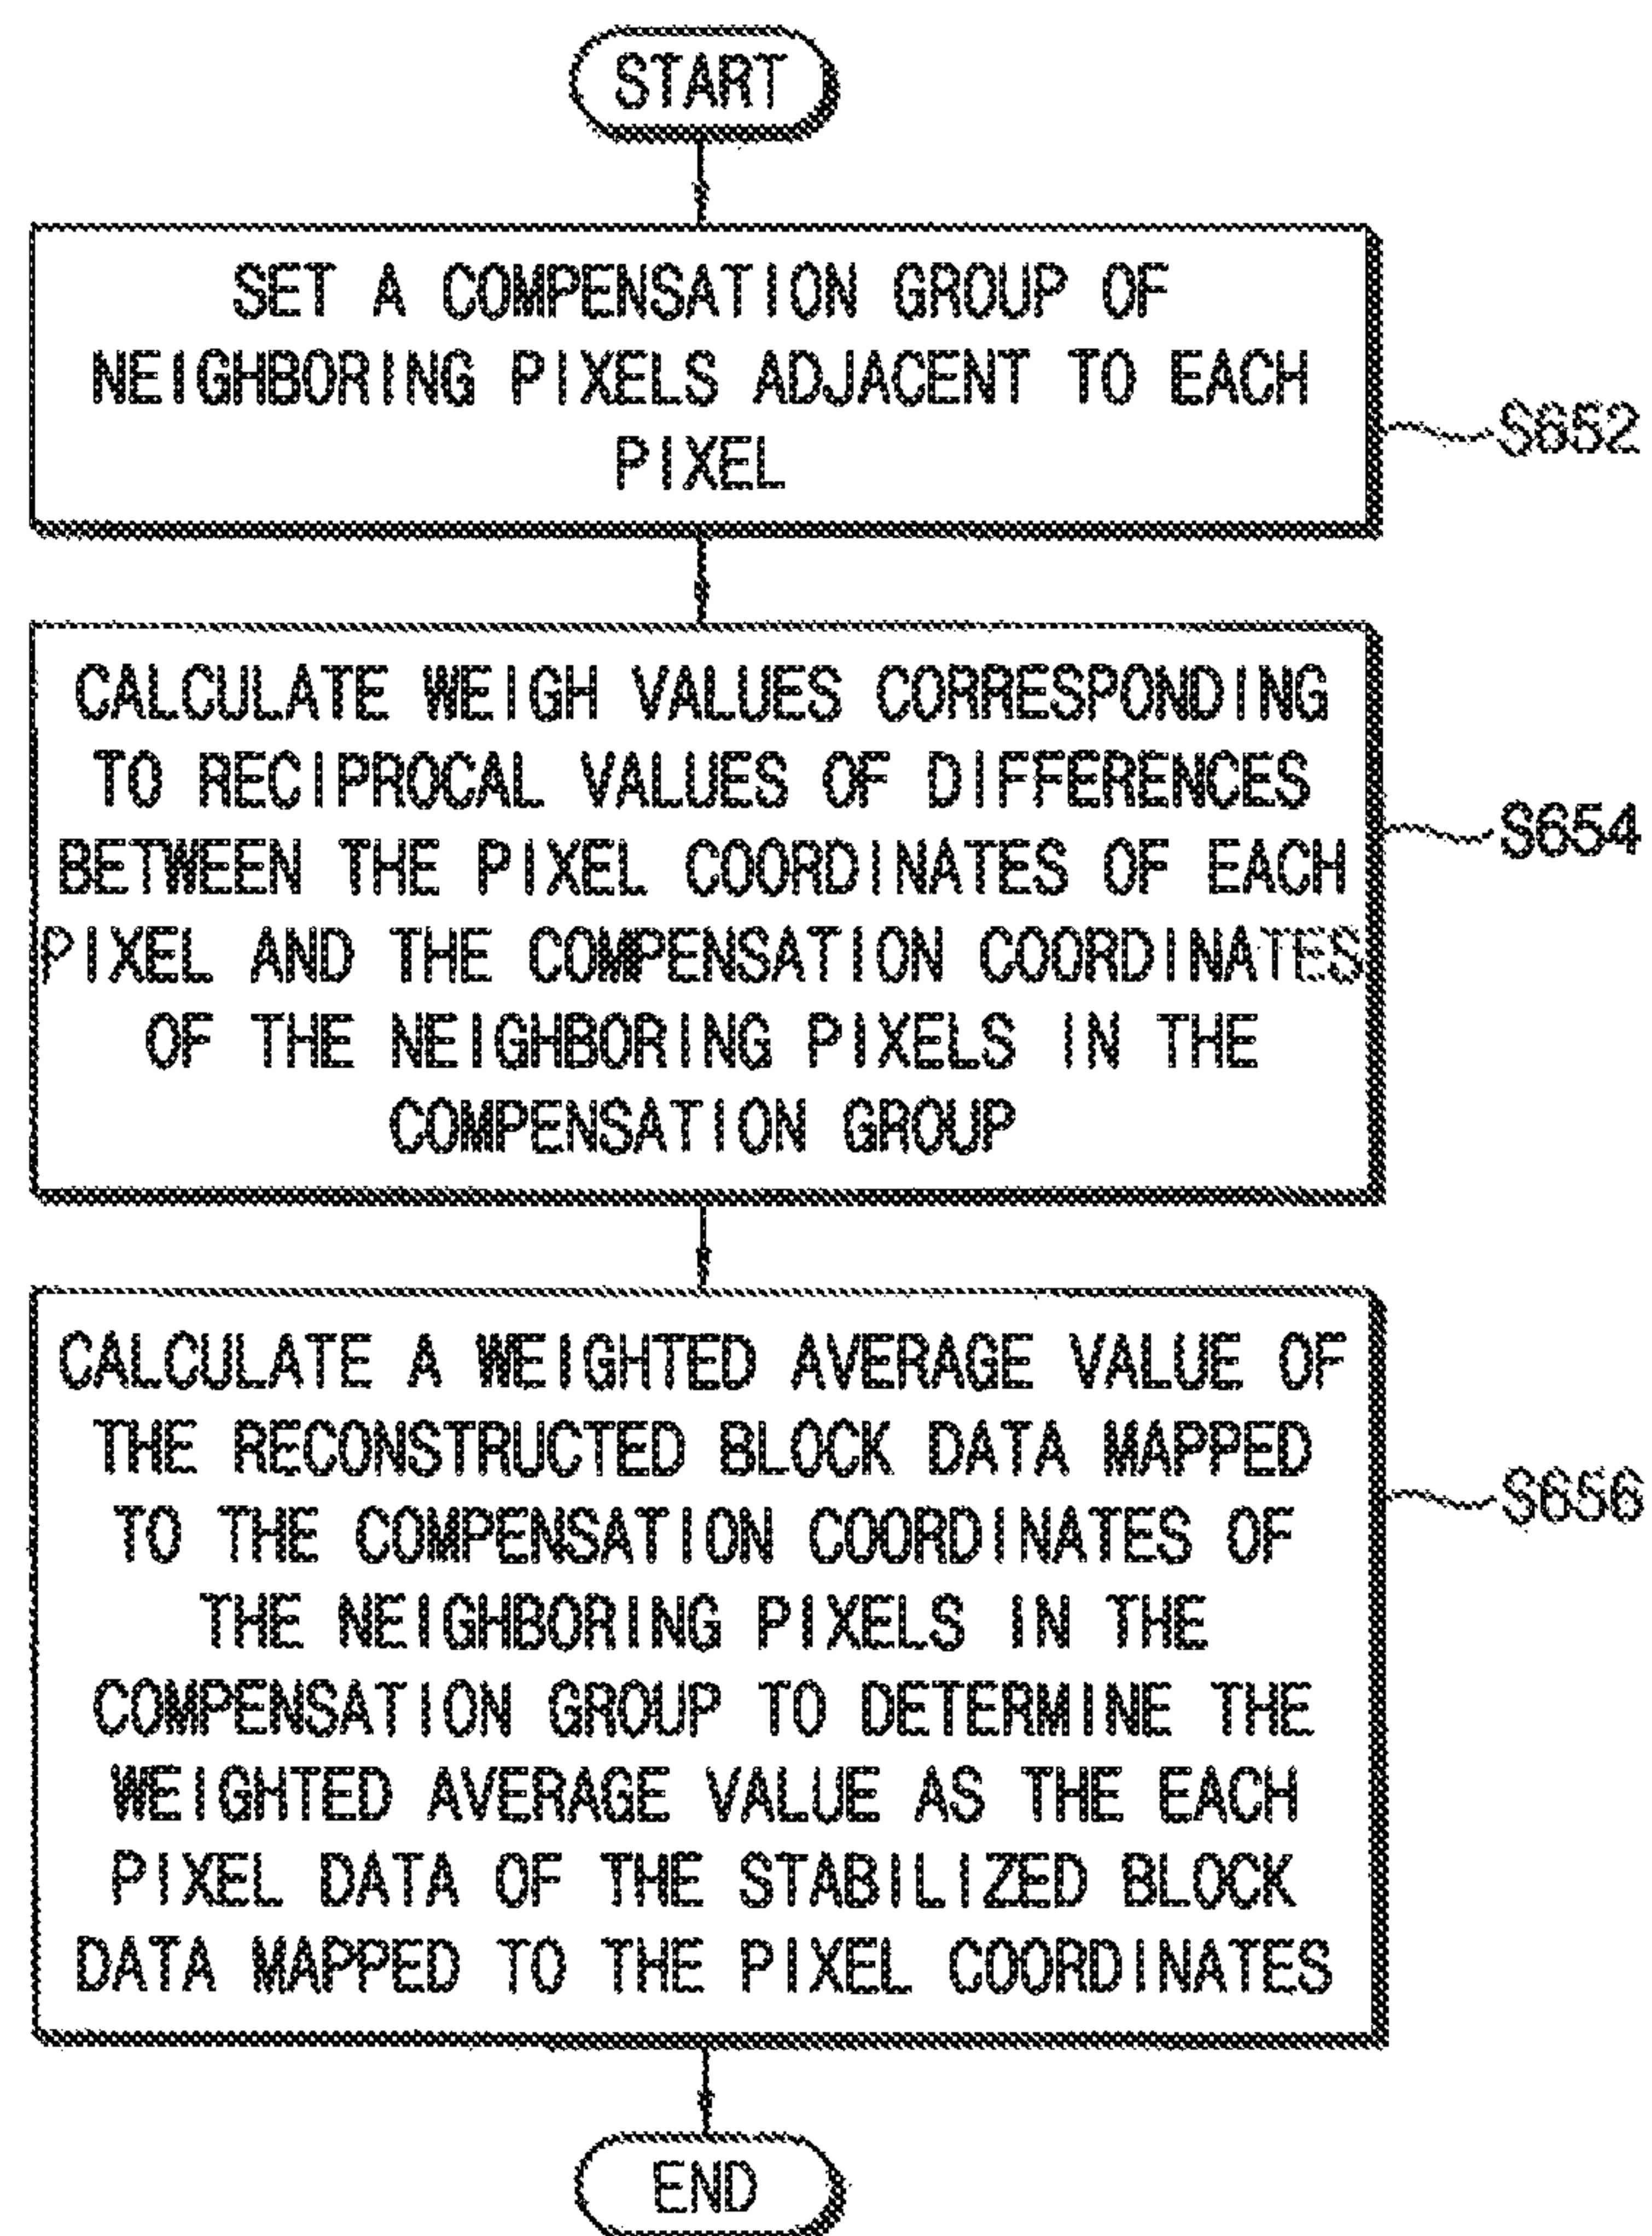 START
SET A COMPENSATION GROUP OF
NEIGHBORING PIXELS ADJACENT TO EACH
PIXEL
S652
CALCULATE WEIGH VALUES CORRESPONDING
TO RECIPROCAL VALUES OF DIFFERENCES
BETWEEN THE PIXEL COORDINATES OF EACH
PIXEL AND THE COMPENSATION COORDINATES
OF THE NEIGHBORING PIXELS IN THE
COMPENSATION GROUP
S654
CALCULATE A WEIGHTED AVERAGE VALUE OF
THE RECONSTRUCTED BLOCK DATA MAPPED
TO THE COMPENSATION COORDINATES OF
THE NEIGHBORING PIXELS IN THE
COMPENSATION GROUP TO DETERMINE THE
WEIGHTED AVERAGE VALUE AS THE EACH
PIXEL DATA OF THE STABILIZED BLOCK
DATA MAPPED TO THE PIXEL COORDINATES
S656
END